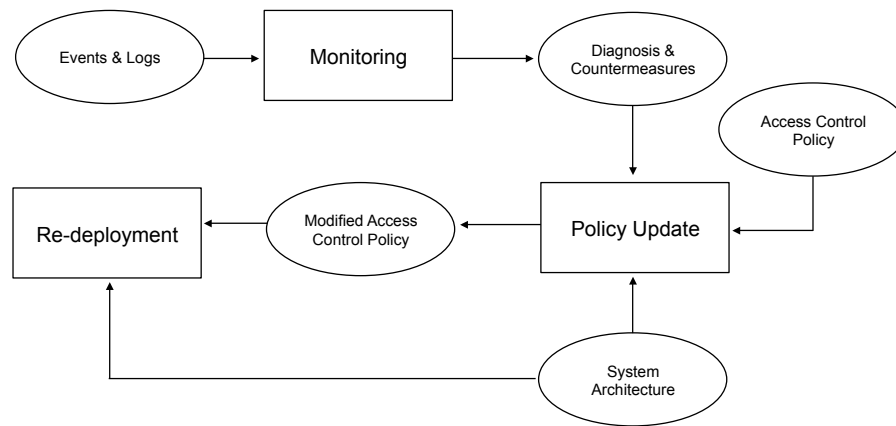 Events & Logs
Monitoring
Diagnosis &
Countermeasures
Access Control
Policy
Re-deployment
Modified Access
Control Policy
Policy Update
System
Architecture